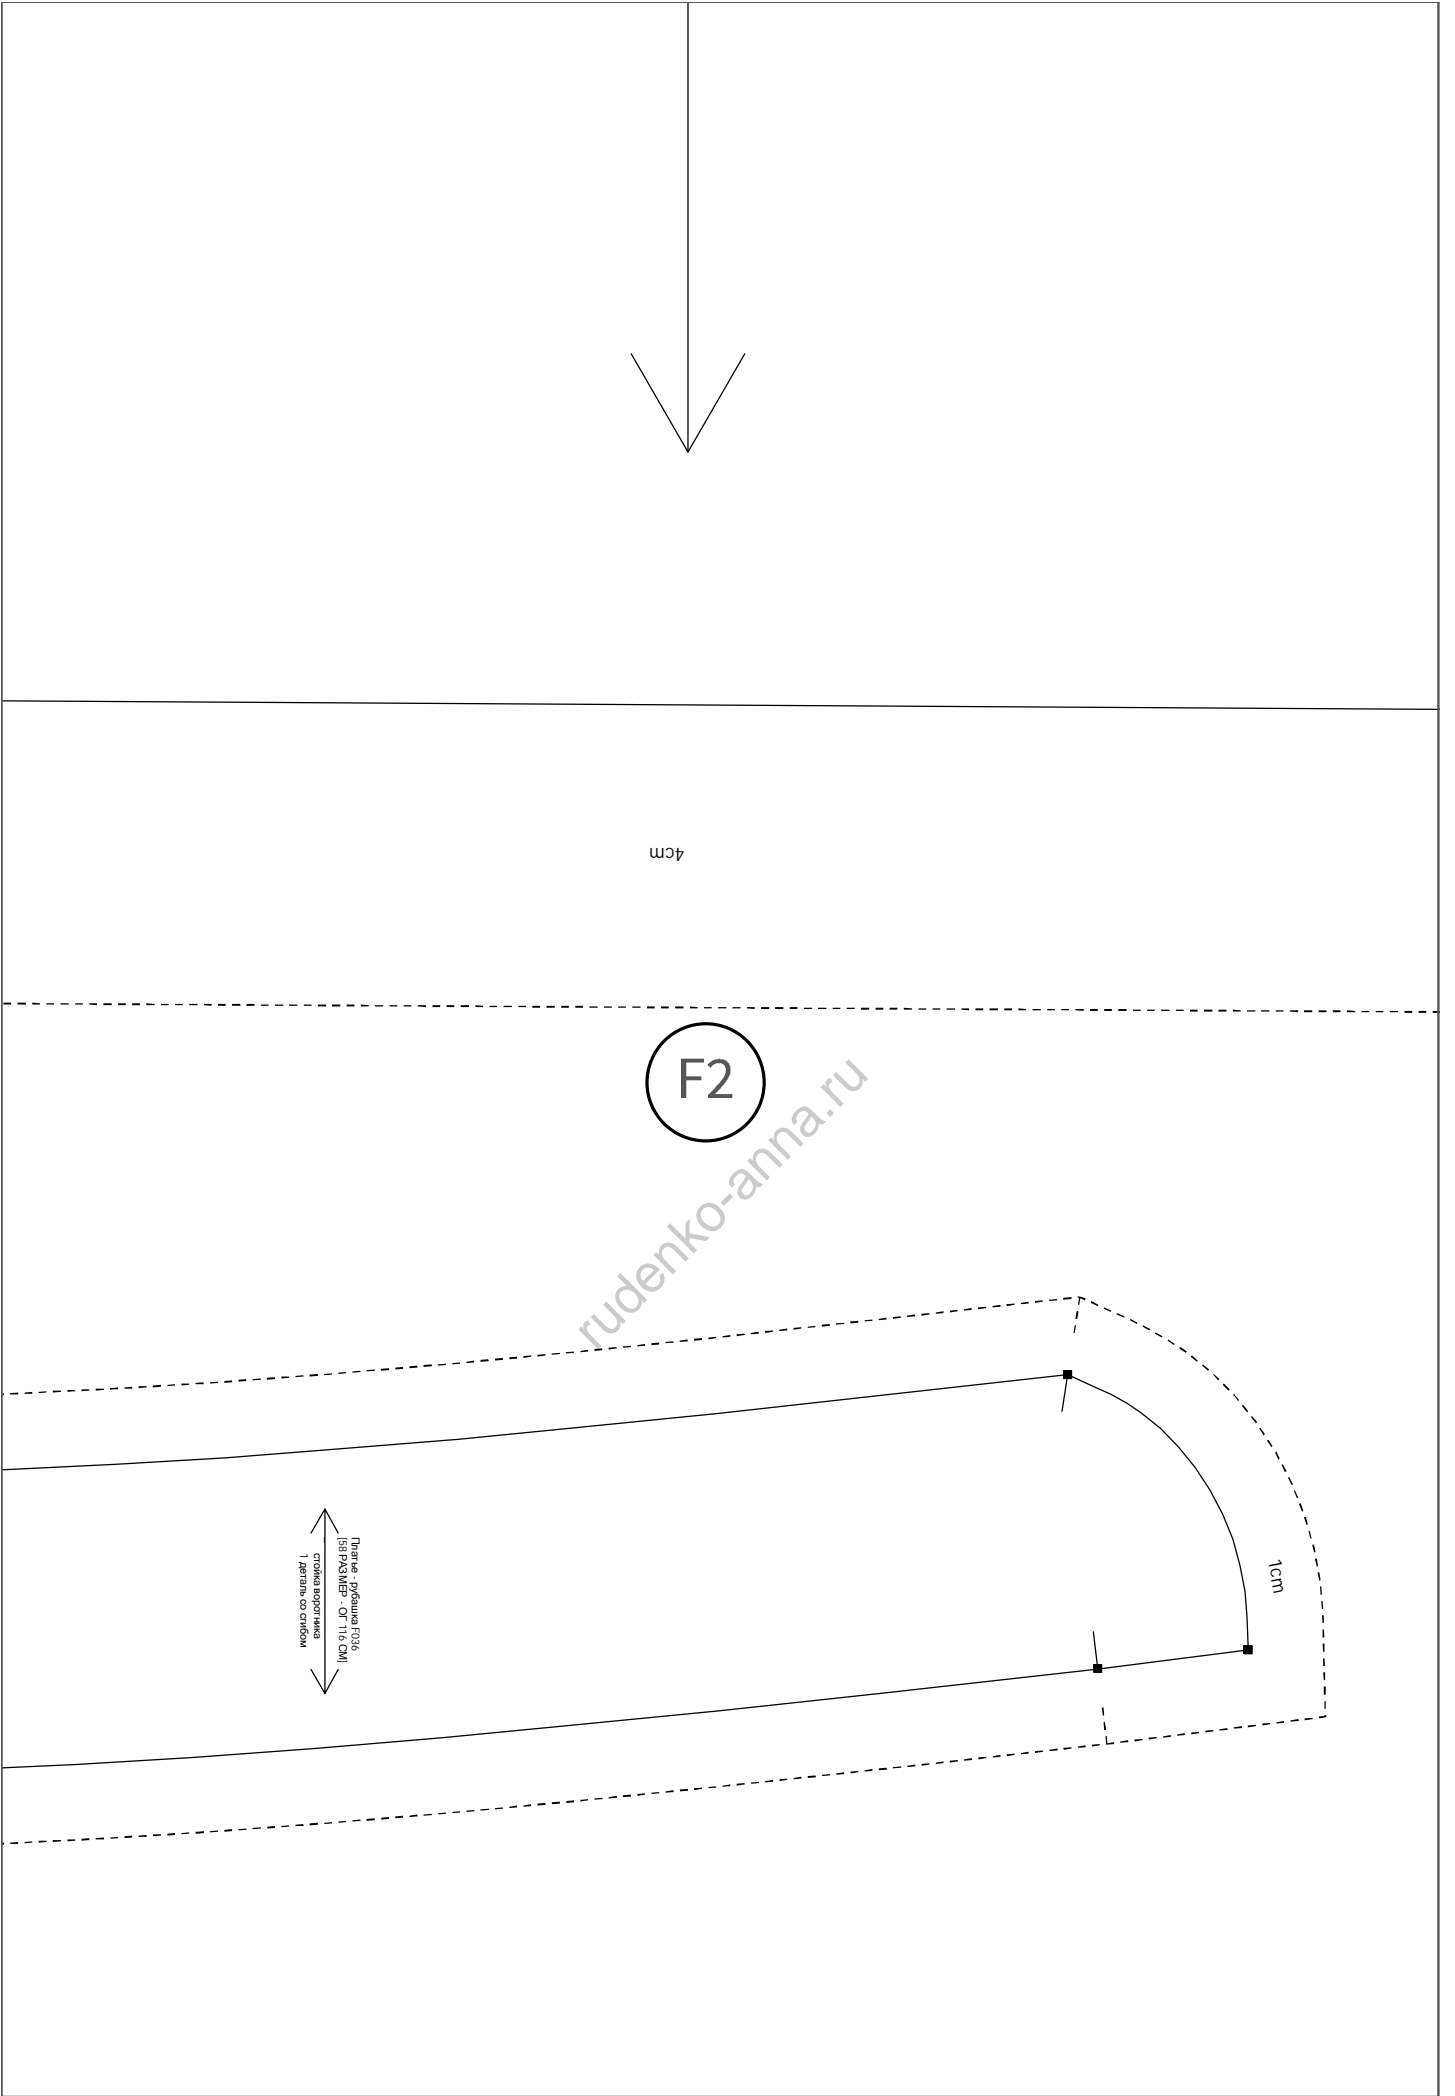 4cm
F2
rudenko-anna.ru
1cm
Платье - рубашка F036
[58 РАЗМЕР - ОГ 116 СМ]
стойка воротника
1 деталь со сгибом